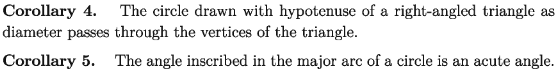 Corollary 4. The circle drawn with hypotenuse of a right-angled triangle as
diameter passes through the vertices of the triangle.
Corollary 5. The angle inscribed in the major arc of a circle is an acute angle.